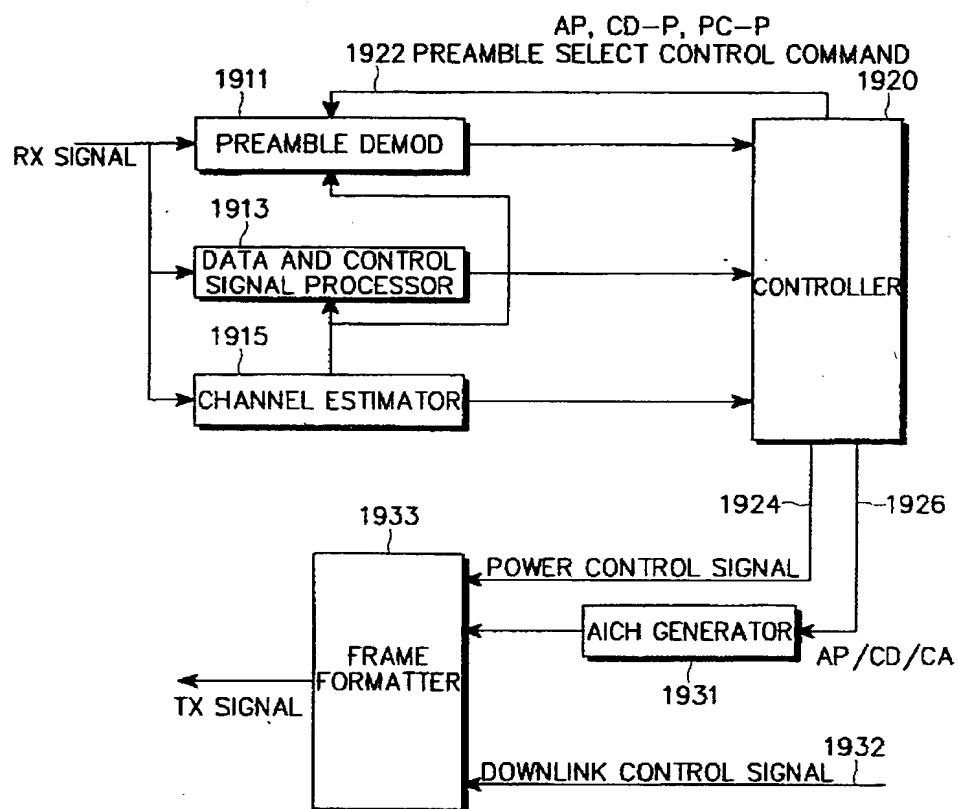 AP, CD-P, PC-P
1922 PREAMBLE SELECT CONTROL COMMAND
1911
1920
PREAMBLE DEMOD
RX SIGNAL
1913
DATA AND CONTROL
SIGNAL PROCESSOR
CONTROLLER
1915
CHANNEL ESTIMATOR
1924
1926
1933
POWER CONTROL SIGNAL
AICH GENERATOR
AP/CD/CA
FRAME
FORMATTER
1931
TX SIGNAL
1932
DOWNLINK CONTROL SIGNAL